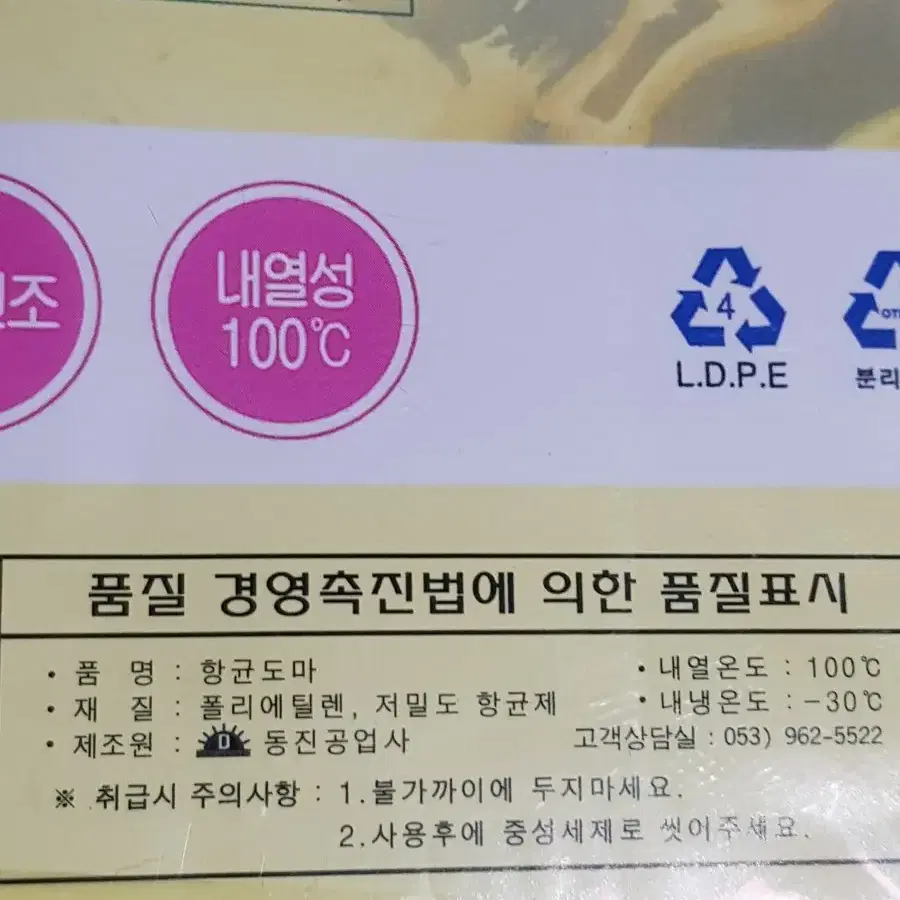 조
내열성
100℃
4
L.D.P.E
분리
품질 경영촉진법에 의한 품질표시
· 품 명 : 항균도마
· 내열온도 : 100℃
· 재 질 : 폴리에틸렌, 저밀도 항균제
· 내냉온도 : -30℃
· 제조원 : D 동진공업사
고객상담실 : 053) 962-5522
※ 취급시 주의사항 : 1.불가까이에 두지마세요.
2.사용후에 중성세제로 씻어주세요.